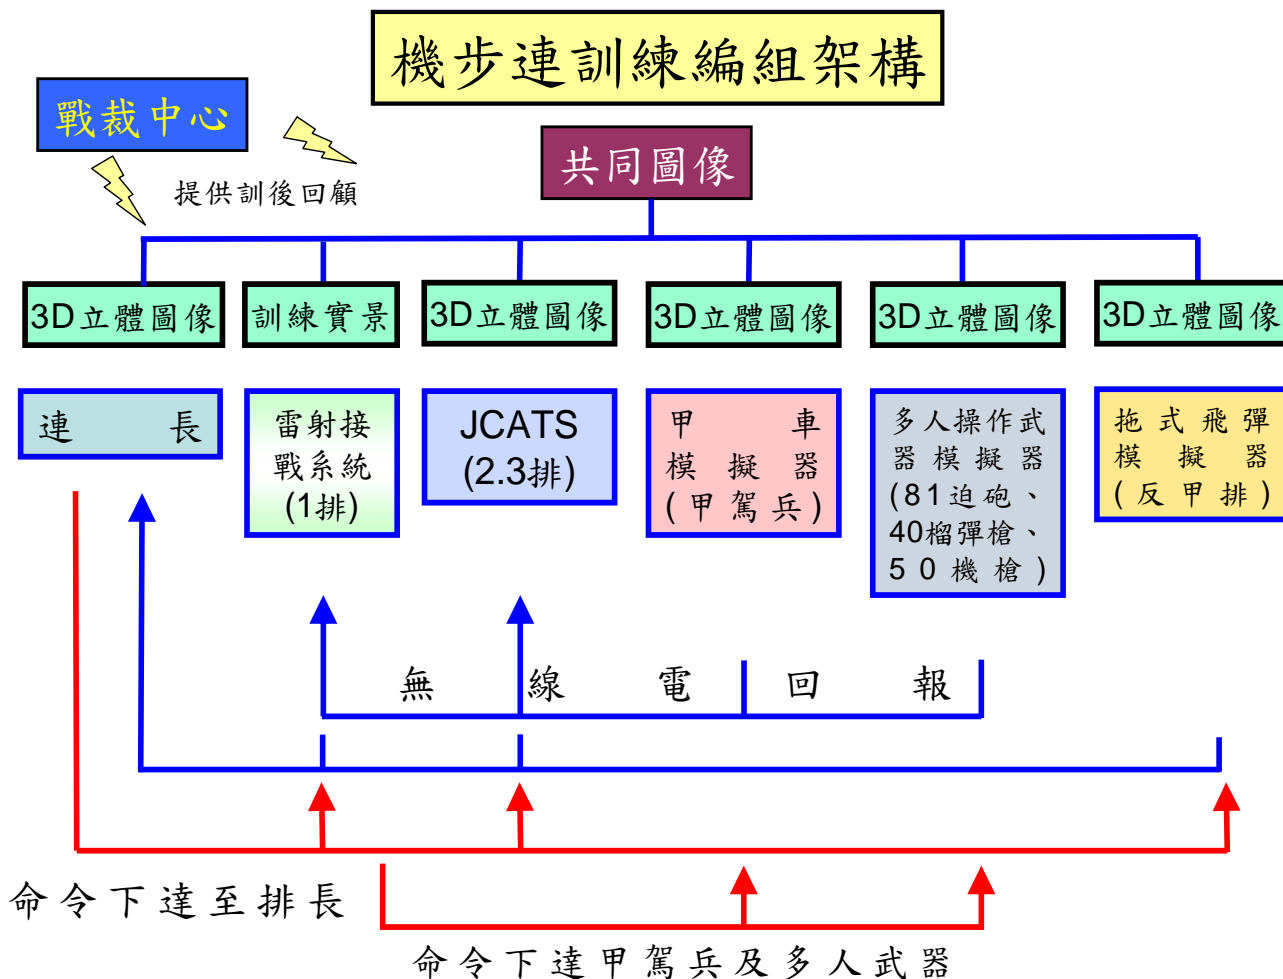 機步連訓練編組架構
戰裁中心
共同圖像
提供訓後回顧
3D立體圖像
訓練實景
3D立體圖像
3D立體圖像
3D立體圖像
3D立體圖像
連長
雷射接
戰系統
(1排)
JCATS
(2.3排)
甲車
模擬器
(甲駕兵)
多人操作武
器模擬器
(81迫砲、
40榴彈槍、
50機槍)
拖式飛彈
模擬器
(反甲排)
無線電回報
命令下達至排長
命令下達甲駕兵及多人武器